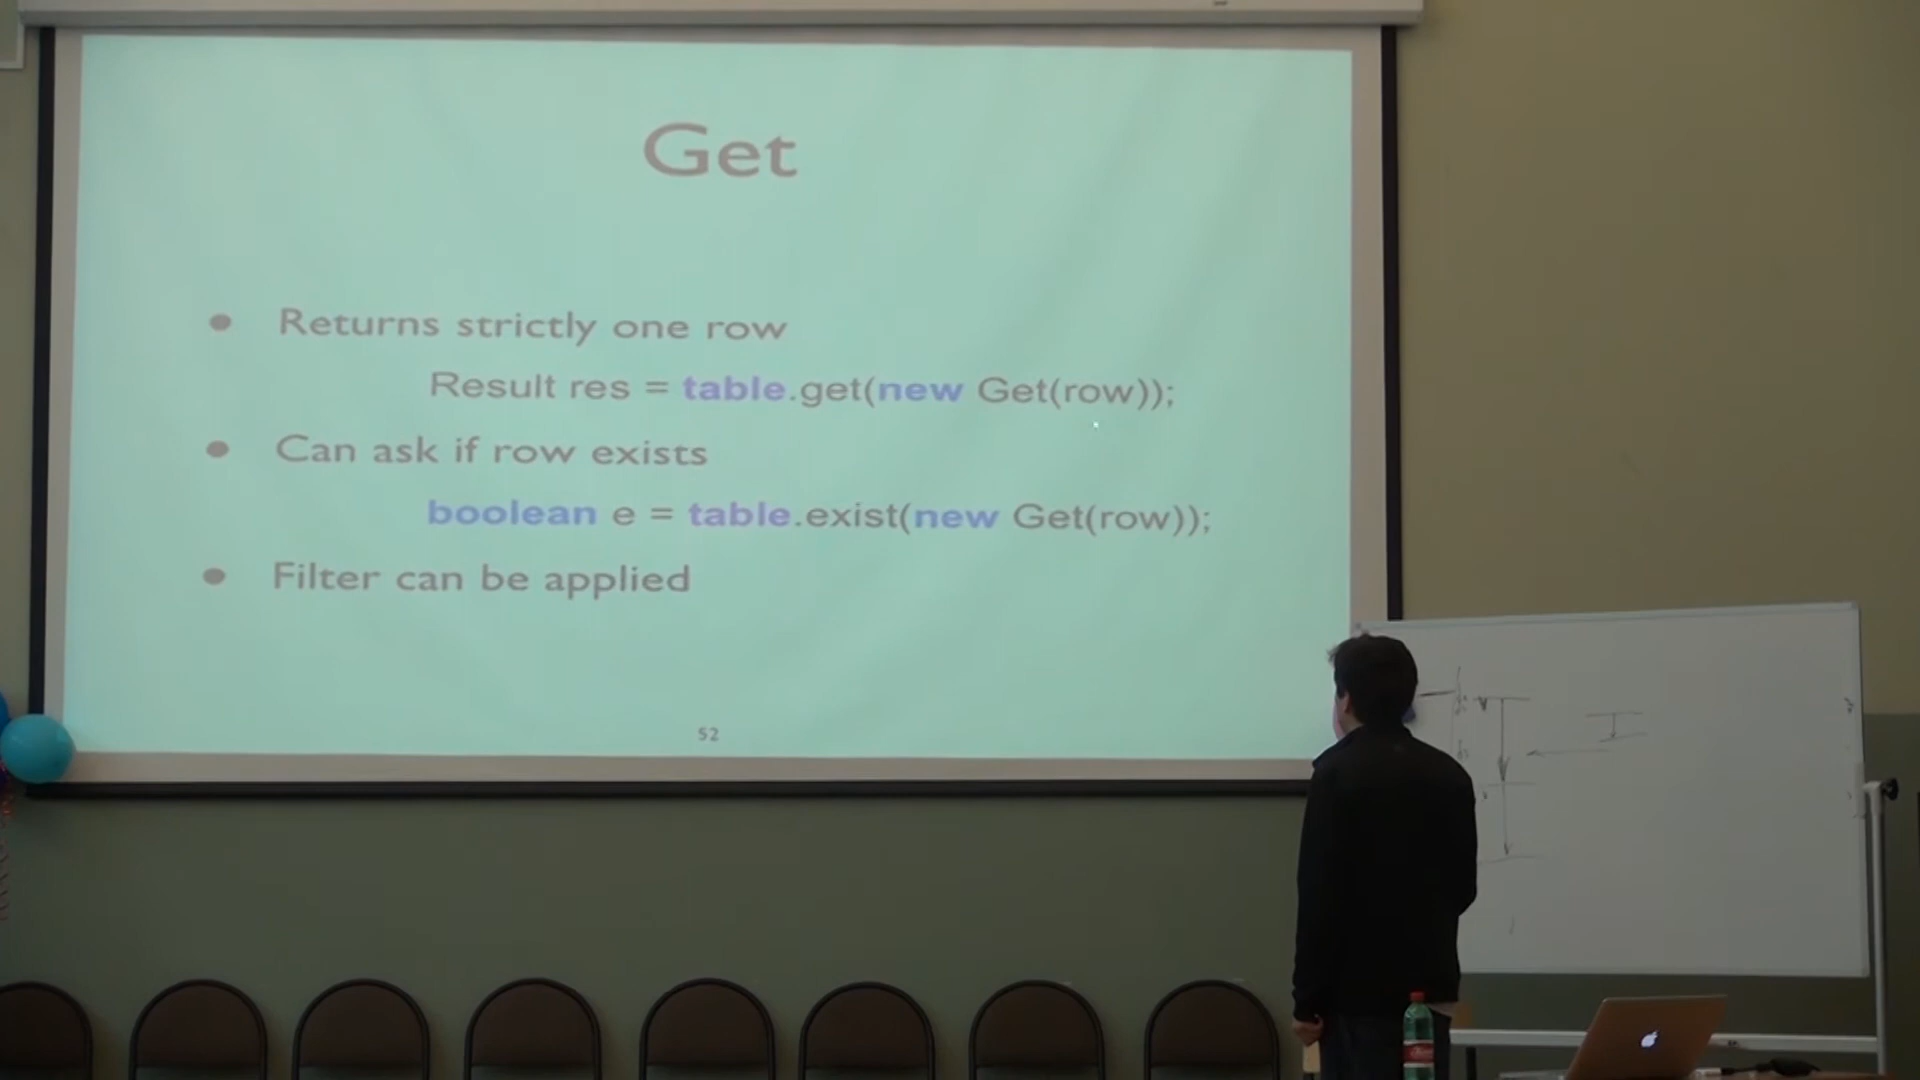 Get
Returns strictly one row
Result res = table.get(new Get(row));
Can ask if row exists
boolean e = table.exist(new Get(row));
Filter can be applied
52